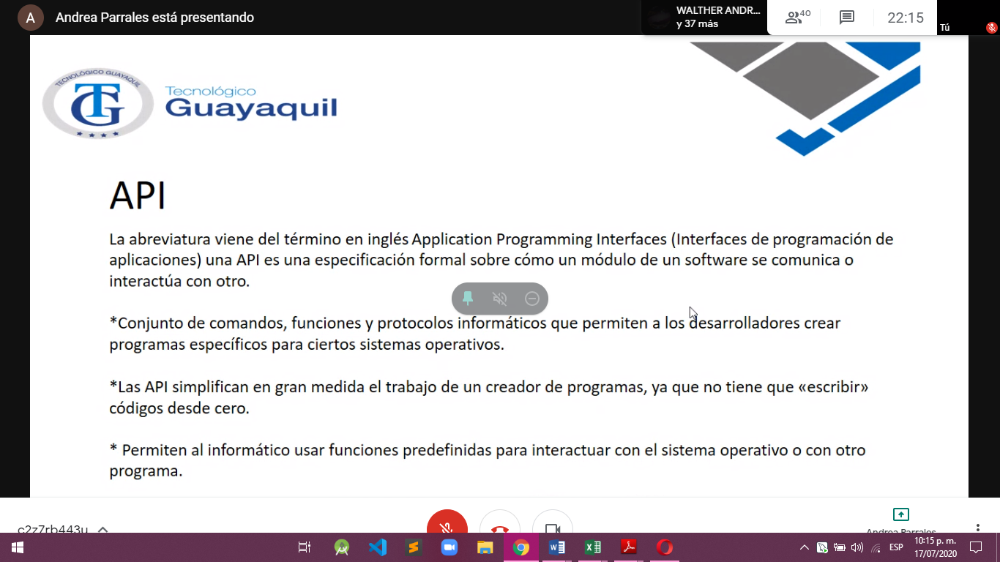 A
Andrea Parrales está presentando
WALTHER ANDR...
y 37 más
40
22:15
Tú
TECNOLÓGICO GUAYAQUIL
TG
Tecnológico
Guayaquil
API
La abreviatura viene del término en inglés Application Programming Interfaces (Interfaces de programación de
aplicaciones) una API es una especificación formal sobre cómo un módulo de un software se comunica o
interactúa con otro.
*Conjunto de comandos, funciones y protocolos informáticos que permiten a los desarrolladores crear
programas específicos para ciertos sistemas operativos.
*Las API simplifican en gran medida el trabajo de un creador de programas, ya que no tiene que «escribir»
códigos desde cero.
* Permiten al informático usar funciones predefinidas para interactuar con el sistema operativo o con otro
programa.
c2z7rb443u
Andrea Parrales
ESP
10:15 p. m.
17/07/2020